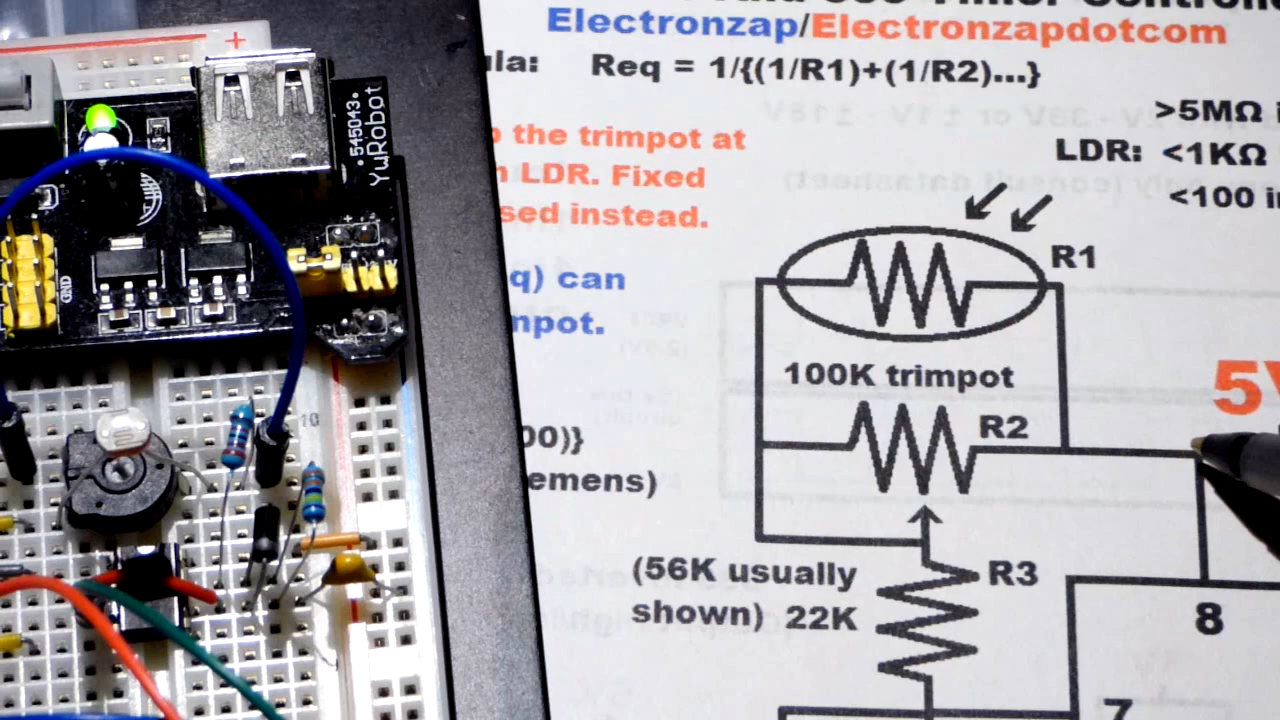 Electronzap/Electronzapdotcom
la: Req = 1/{(1/R1)+(1/R2)...}
>5MΩ
the trimpot at
LDR: <1KΩ
LDR. Fixed
<100
sed instead.
R1
q) can
mpot.
100K trimpot
5V
R2
00)}
emens)
(56K usually
shown) 22K
R3
8
7
+
.545043.
YwRobot
GND
10